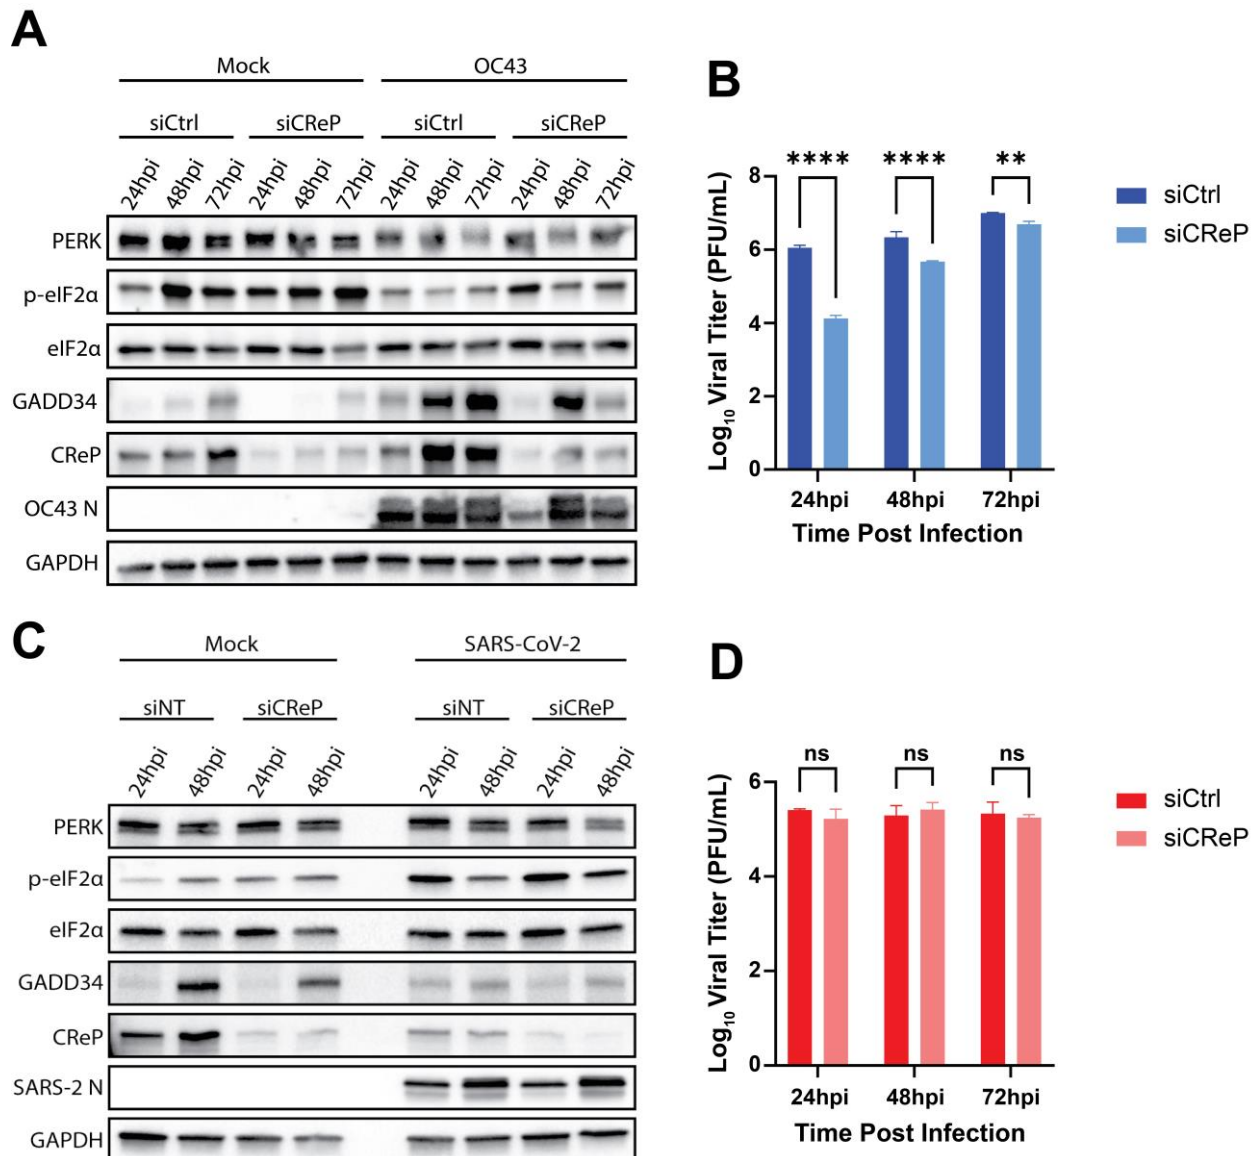 A
Mock OC43
siCtrl siCReP siCtrl siCReP
24hpi 48hpi 72hpi 24hpi 48hpi 72hpi 24hpi 48hpi 72hpi 24hpi 48hpi 72hpi
PERK
p-eIF2α
eIF2α
GADD34
CReP
OC43 N
GAPDH
B
**** **** **
8
6
4
2
0
Log10 Viral Titer (PFU/mL)
24hpi 48hpi 72hpi
Time Post Infection
siCtrl
siCReP
C
Mock SARS-CoV-2
siNT siCReP siNT siCReP
24hpi 48hpi 24hpi 48hpi 24hpi 48hpi 24hpi 48hpi
PERK
p-eIF2α
eIF2α
GADD34
CReP
SARS-2 N
GAPDH
D
ns ns ns
6
4
2
0
Log10 Viral Titer (PFU/mL)
24hpi 48hpi 72hpi
Time Post Infection
siCtrl
siCReP